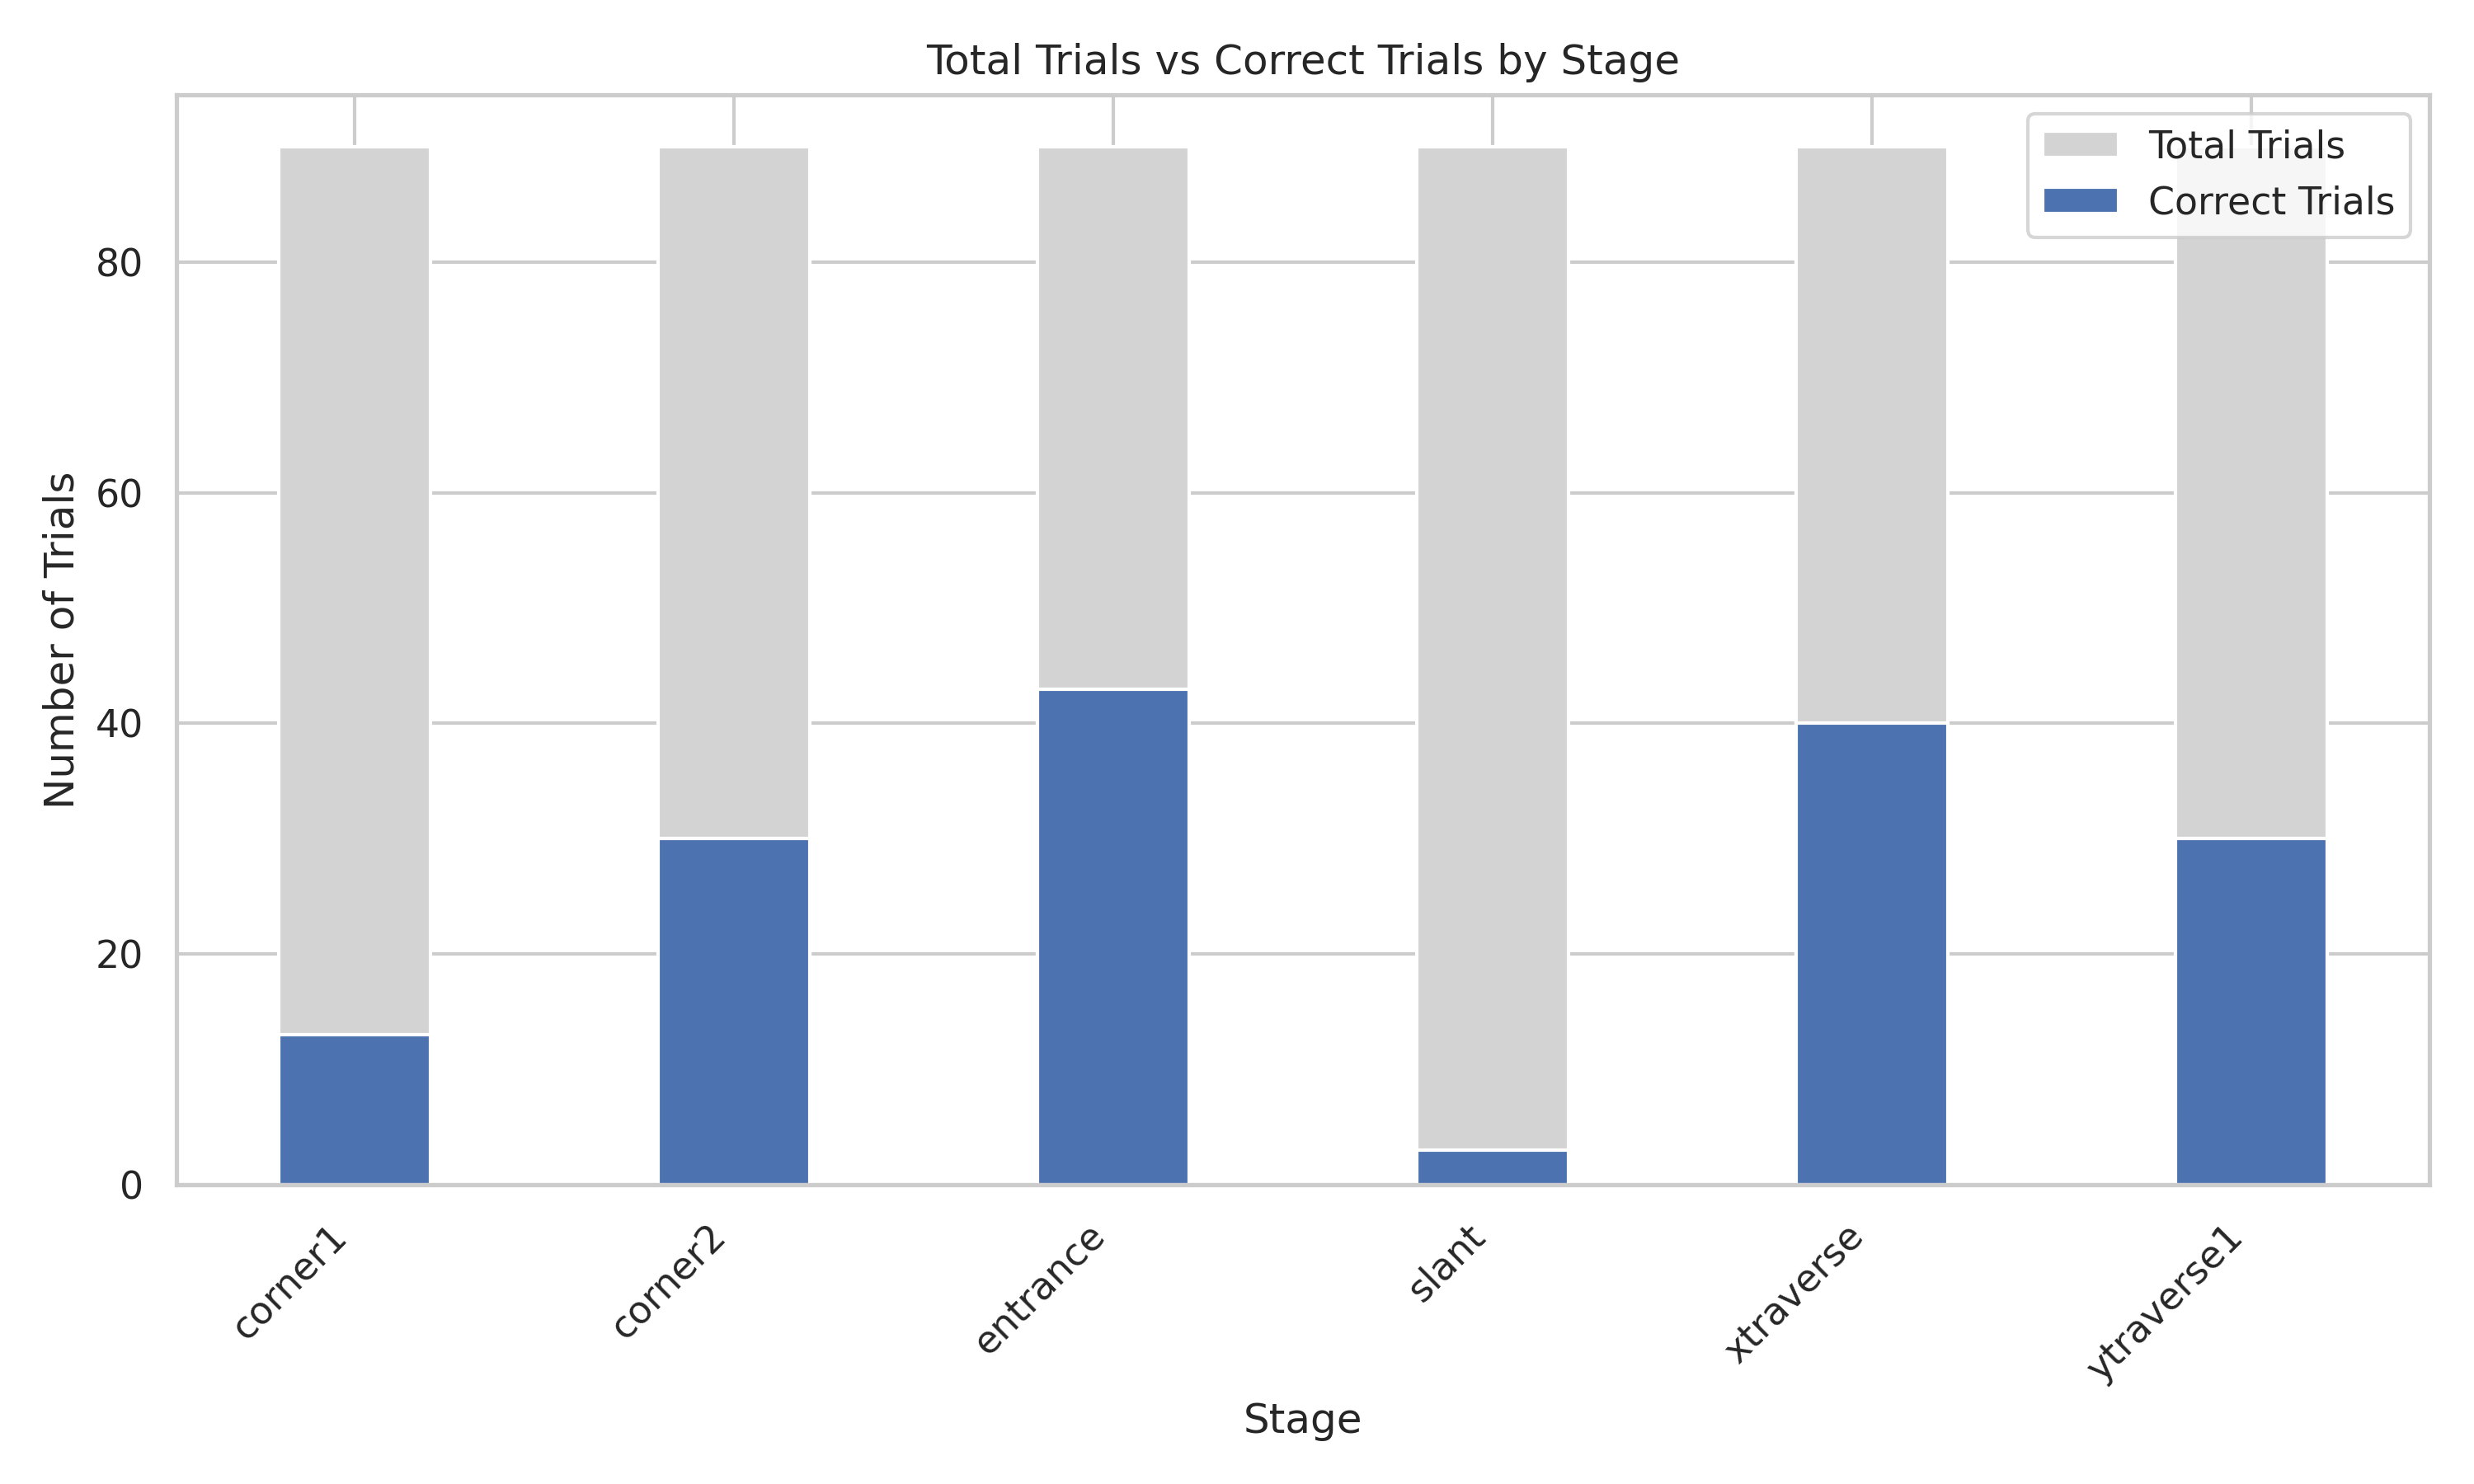 Total Trials vs Correct Trials by Stage
Total Trials
Correct Trials
Number of Trials
80
60
40
20
0
corner1
corner2
entrance
slant
xtraverse
ytraverse1
Stage